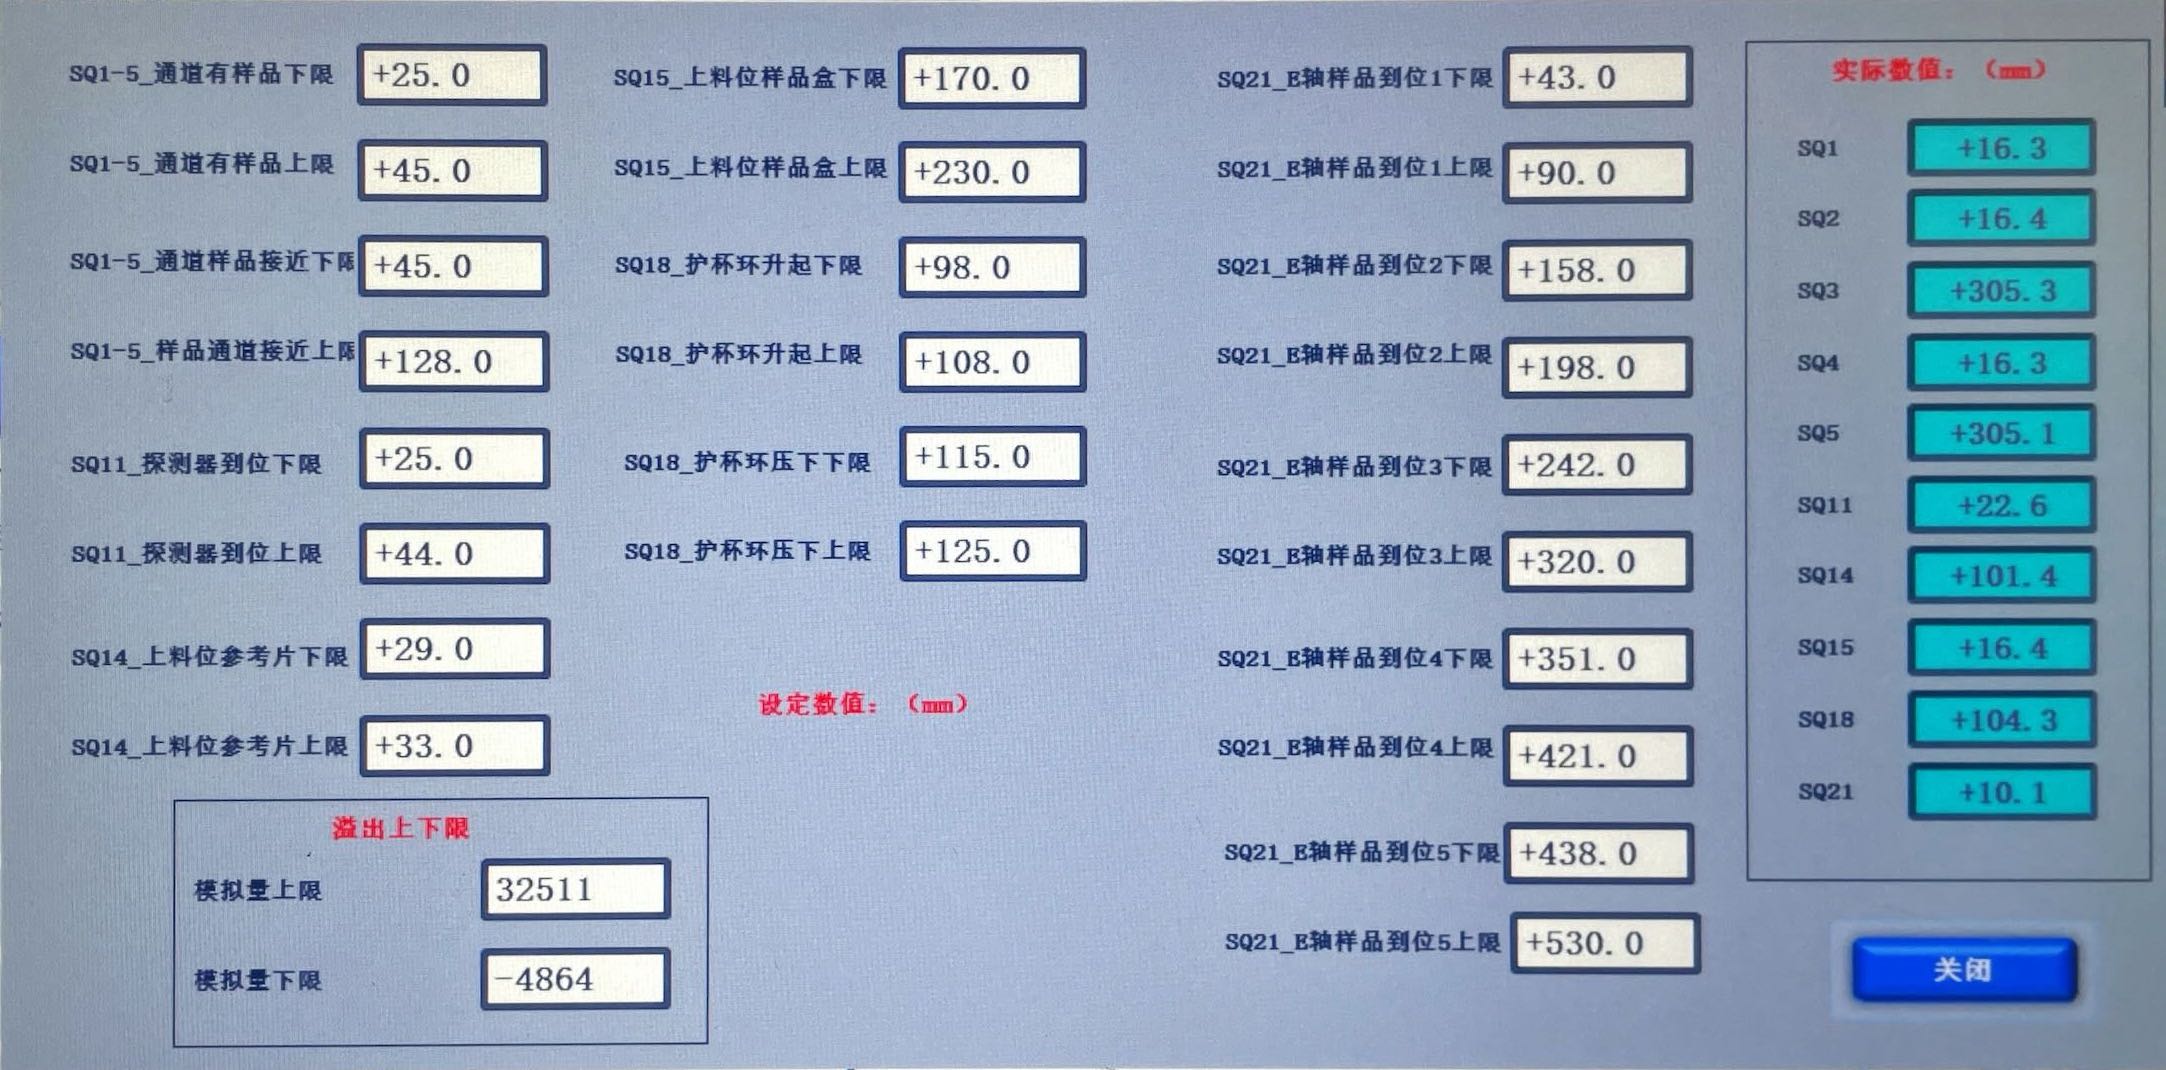 SQ1-5_通道有样品下限 +25.0
SQ1-5_通道有样品上限 +45.0
SQ1-5_通道样品接近下限 +45.0
SQ1-5_样品通道接近上限 +128.0
SQ11_探测器到位下限 +25.0
SQ11_探测器到位上限 +44.0
SQ14_上料位参考片下限 +29.0
SQ14_上料位参考片上限 +33.0
溢出上下限
模拟量上限 32511
模拟量下限 -4864
SQ15_上料位样品盒下限 +170.0
SQ15_上料位样品盒上限 +230.0
SQ18_护杯环升起下限 +98.0
SQ18_护杯环升起上限 +108.0
SQ18_护杯环压下下限 +115.0
SQ18_护杯环压下上限 +125.0
设定数值：（mm）
SQ21_E轴样品到位1下限 +43.0
SQ21_E轴样品到位1上限 +90.0
SQ21_E轴样品到位2下限 +158.0
SQ21_E轴样品到位2上限 +198.0
SQ21_E轴样品到位3下限 +242.0
SQ21_E轴样品到位3上限 +320.0
SQ21_E轴样品到位4下限 +351.0
SQ21_E轴样品到位4上限 +421.0
SQ21_E轴样品到位5下限 +438.0
SQ21_E轴样品到位5上限 +530.0
实际数值：（mm）
SQ1 +16.3
SQ2 +16.4
SQ3 +305.3
SQ4 +16.3
SQ5 +305.1
SQ11 +22.6
SQ14 +101.4
SQ15 +16.4
SQ18 +104.3
SQ21 +10.1
关闭